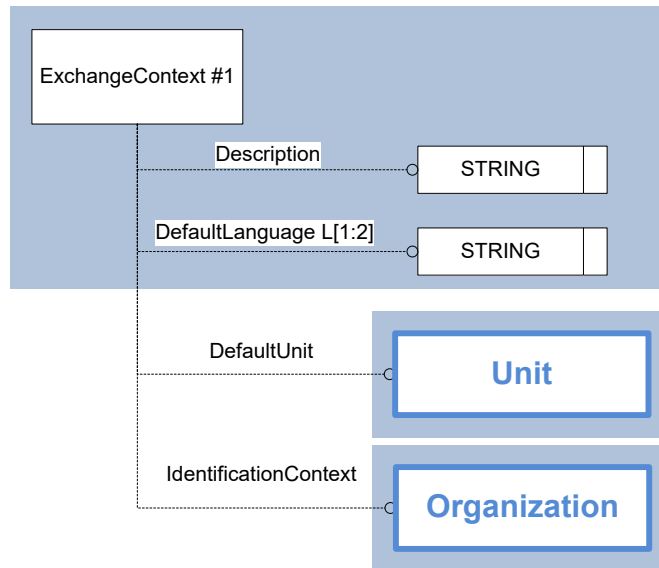 ExchangeContext #1
Description
STRING
DefaultLanguage L[1:2]
STRING
DefaultUnit
Unit
IdentificationContext
Organization